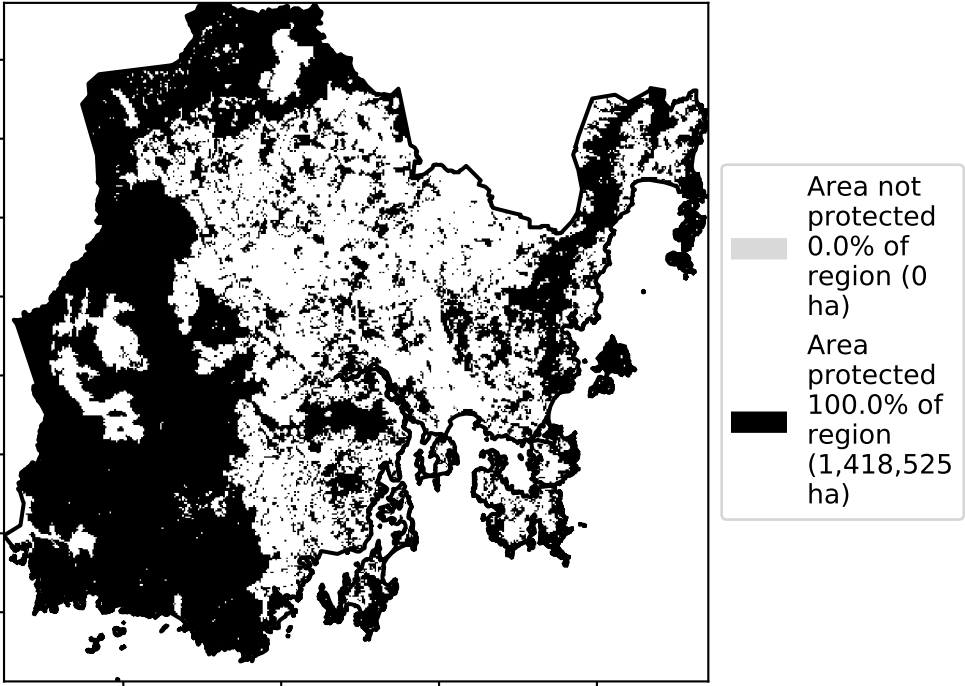 Area not
protected
0.0% of
region (0
ha)
Area
protected
100.0% of
region
(1,418,525
ha)